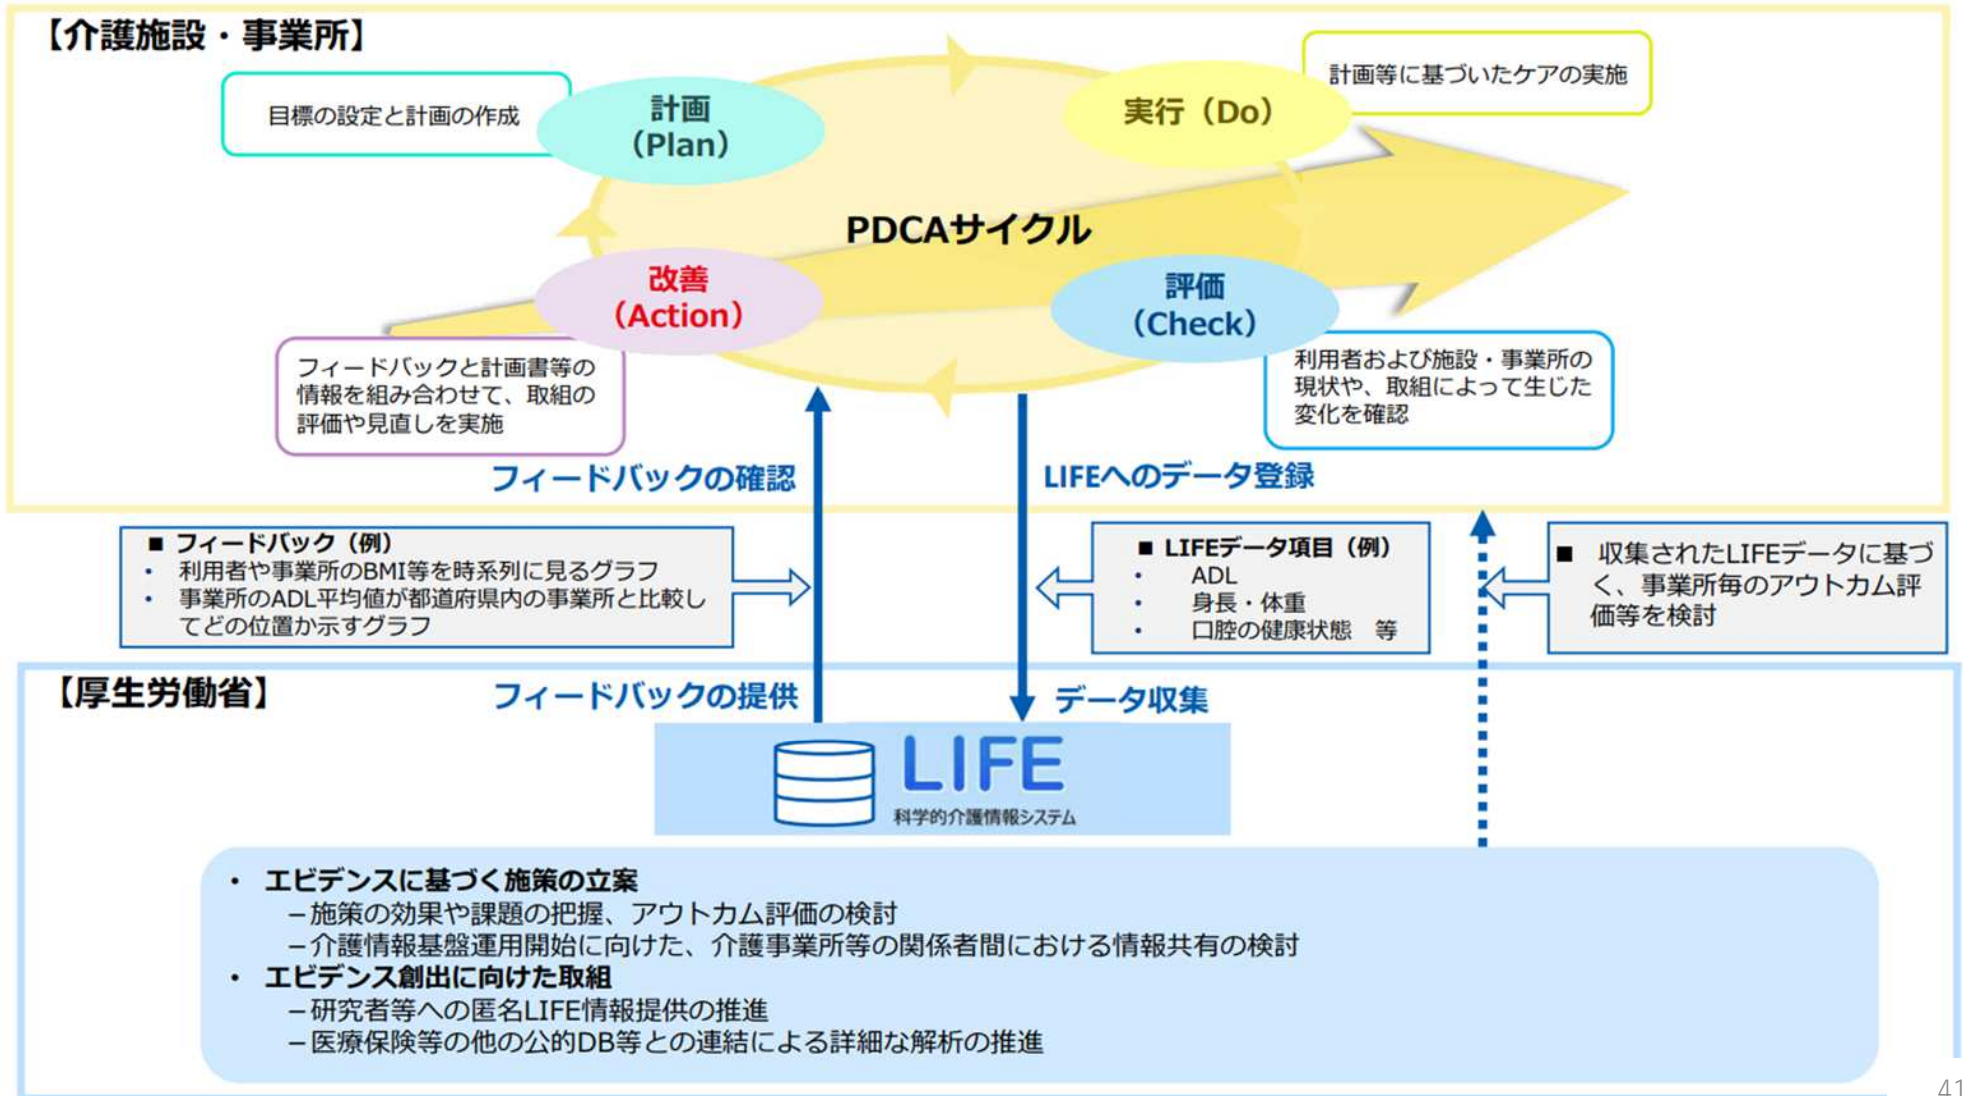 【介護施設・事業所】
目標の設定と計画の作成
計画
（Plan）
実行（Do）
計画等に基づいたケアの実施
PDCAサイクル
改善
（Action）
評価
（Check）
フィードバックと計画書等の
情報を組み合わせて、取組の
評価や見直しを実施
利用者および施設・事業所の
現状や、取組によって生じた
変化を確認
フィードバックの確認
LIFEへのデータ登録
■ フィードバック（例）
・ 利用者や事業所のBMI等を時系列に見るグラフ
・ 事業所のADL平均値が都道府県内の事業所と比較し
てどの位置か示すグラフ
■ LIFEデータ項目（例）
・ ADL
・ 身長・体重
・ 口腔の健康状態　等
■ 収集されたLIFEデータに基づ
く、事業所毎のアウトカム評
価等を検討
【厚生労働省】
フィードバックの提供
データ収集
LIFE
科学的介護情報システム
・ エビデンスに基づく施策の立案
－施策の効果や課題の把握、アウトカム評価の検討
－介護情報基盤運用開始に向けた、介護事業所等の関係者間における情報共有の検討
・ エビデンス創出に向けた取組
－研究者等への匿名LIFE情報提供の推進
－医療保険等の他の公的DB等との連結による詳細な解析の推進
41